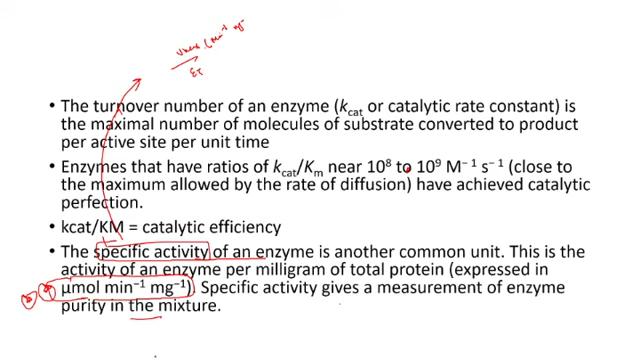 Vmax (min⁻¹ mg⁻
ET
• The turnover number of an enzyme (kcat or catalytic rate constant) is
the maximal number of molecules of substrate converted to product
per active site per unit time
• Enzymes that have ratios of kcat/Km near 10⁸ to 10⁹ M⁻¹ s⁻¹ (close to
the maximum allowed by the rate of diffusion) have achieved catalytic
perfection.
• kcat/KM = catalytic efficiency
• The specific activity of an enzyme is another common unit. This is the
activity of an enzyme per milligram of total protein (expressed in
μmol min⁻¹ mg⁻¹). Specific activity gives a measurement of enzyme
purity in the mixture.